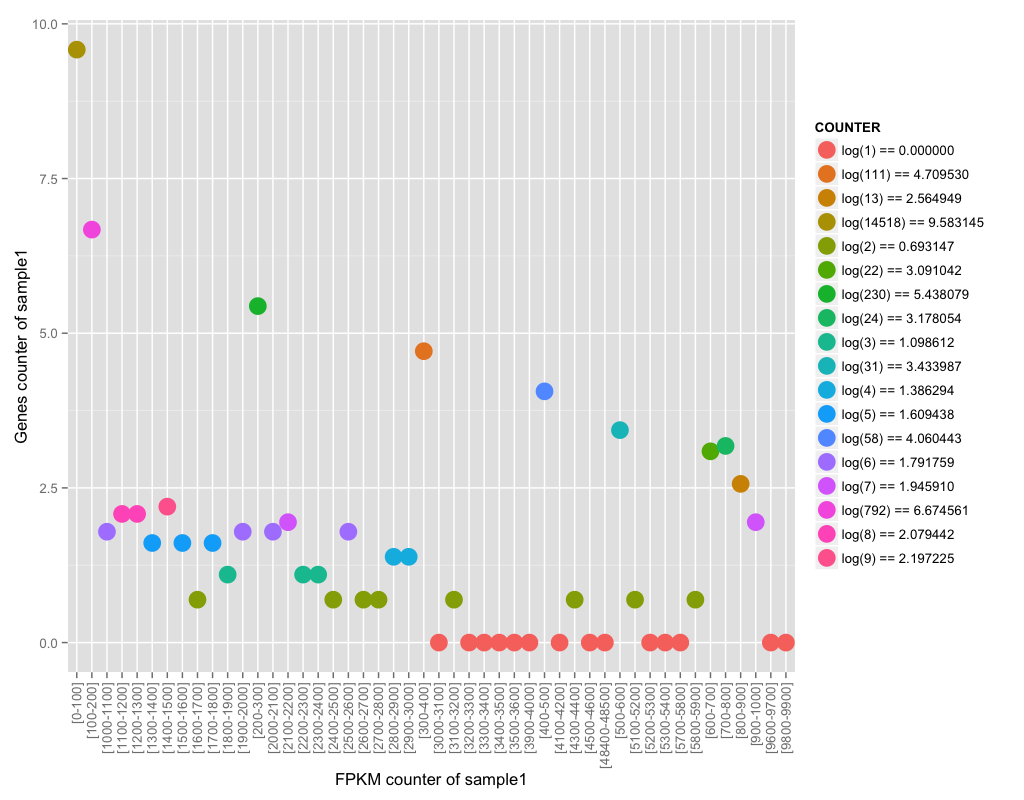 10.0
7.5
5.0
2.5
0.0
Genes counter of sample1
[0-100]
[100-200]
[1000-1100]
[1100-1200]
[1200-1300]
[1300-1400]
[1400-1500]
[1500-1600]
[1600-1700]
[1700-1800]
[1800-1900]
[1900-2000]
[200-300]
[2000-2100]
[2100-2200]
[2200-2300]
[2300-2400]
[2400-2500]
[2500-2600]
[2600-2700]
[2700-2800]
[2800-2900]
[2900-3000]
[300-400]
[3000-3100]
[3100-3200]
[3200-3300]
[3300-3400]
[3400-3500]
[3500-3600]
[3900-4000]
[400-500]
[4100-4200]
[4300-4400]
[4500-4600]
[48400-48500]
[500-600]
[5100-5200]
[5200-5300]
[5300-5400]
[5700-5800]
[5800-5900]
[600-700]
[700-800]
[800-900]
[900-1000]
[9600-9700]
[9800-9900]
FPKM counter of sample1
COUNTER
log(1) == 0.000000
log(111) == 4.709530
log(13) == 2.564949
log(14518) == 9.583145
log(2) == 0.693147
log(22) == 3.091042
log(230) == 5.438079
log(24) == 3.178054
log(3) == 1.098612
log(31) == 3.433987
log(4) == 1.386294
log(5) == 1.609438
log(58) == 4.060443
log(6) == 1.791759
log(7) == 1.945910
log(792) == 6.674561
log(8) == 2.079442
log(9) == 2.197225